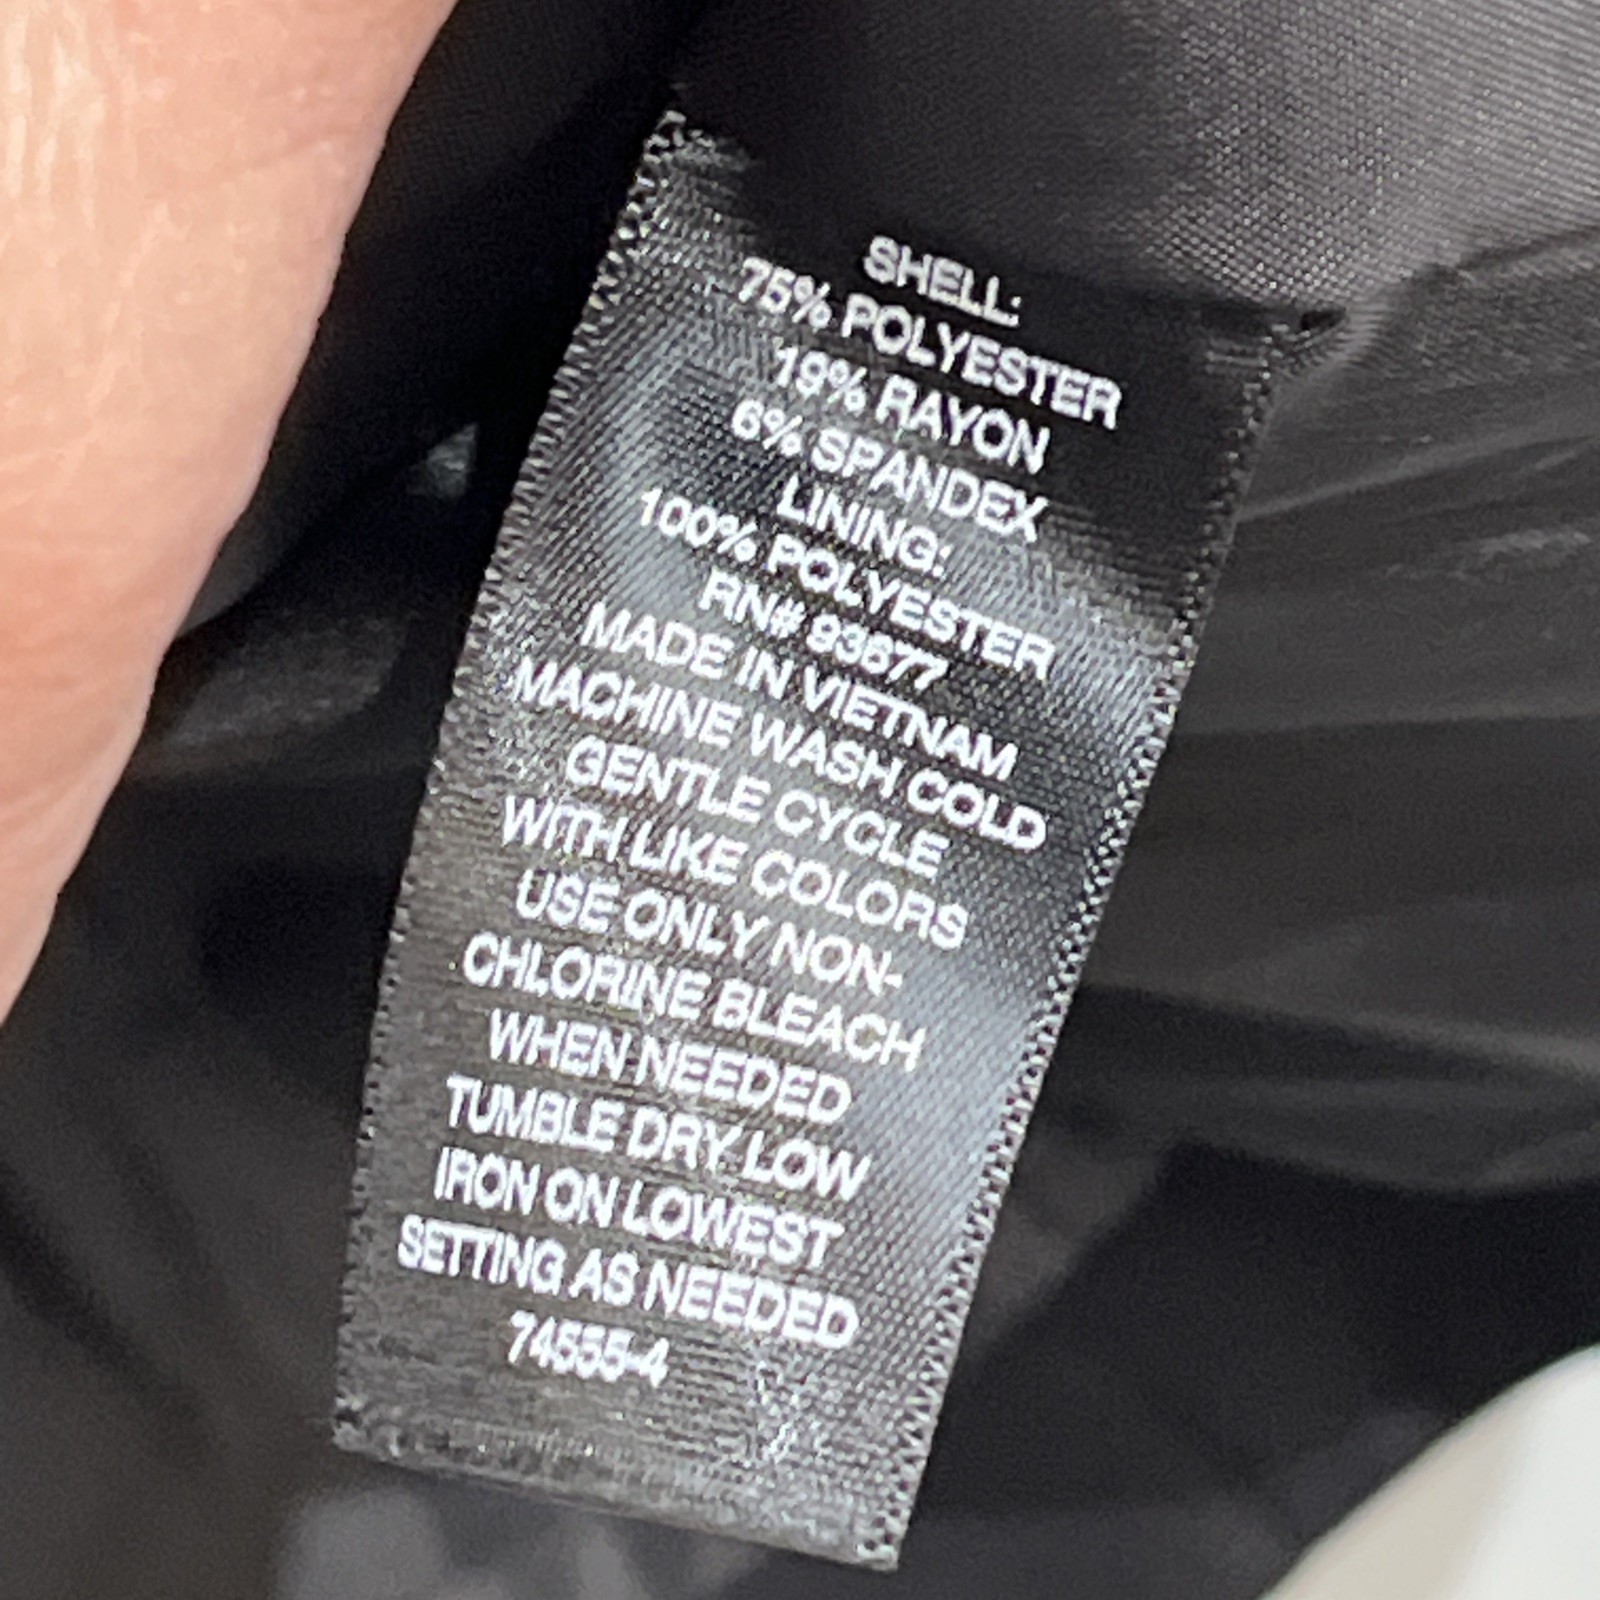 SHELL:
75% POLYESTER
19% RAYON
6% SPANDEX
LINING:
100% POLYESTER
RN# 93677
MADE IN VIETNAM
MACHINE WASH COLD
GENTLE CYCLE
WITH LIKE COLORS
USE ONLY NON-
CHLORINE BLEACH
WHEN NEEDED
TUMBLE DRY LOW
IRON ON LOWEST
SETTING AS NEEDED
74555-4